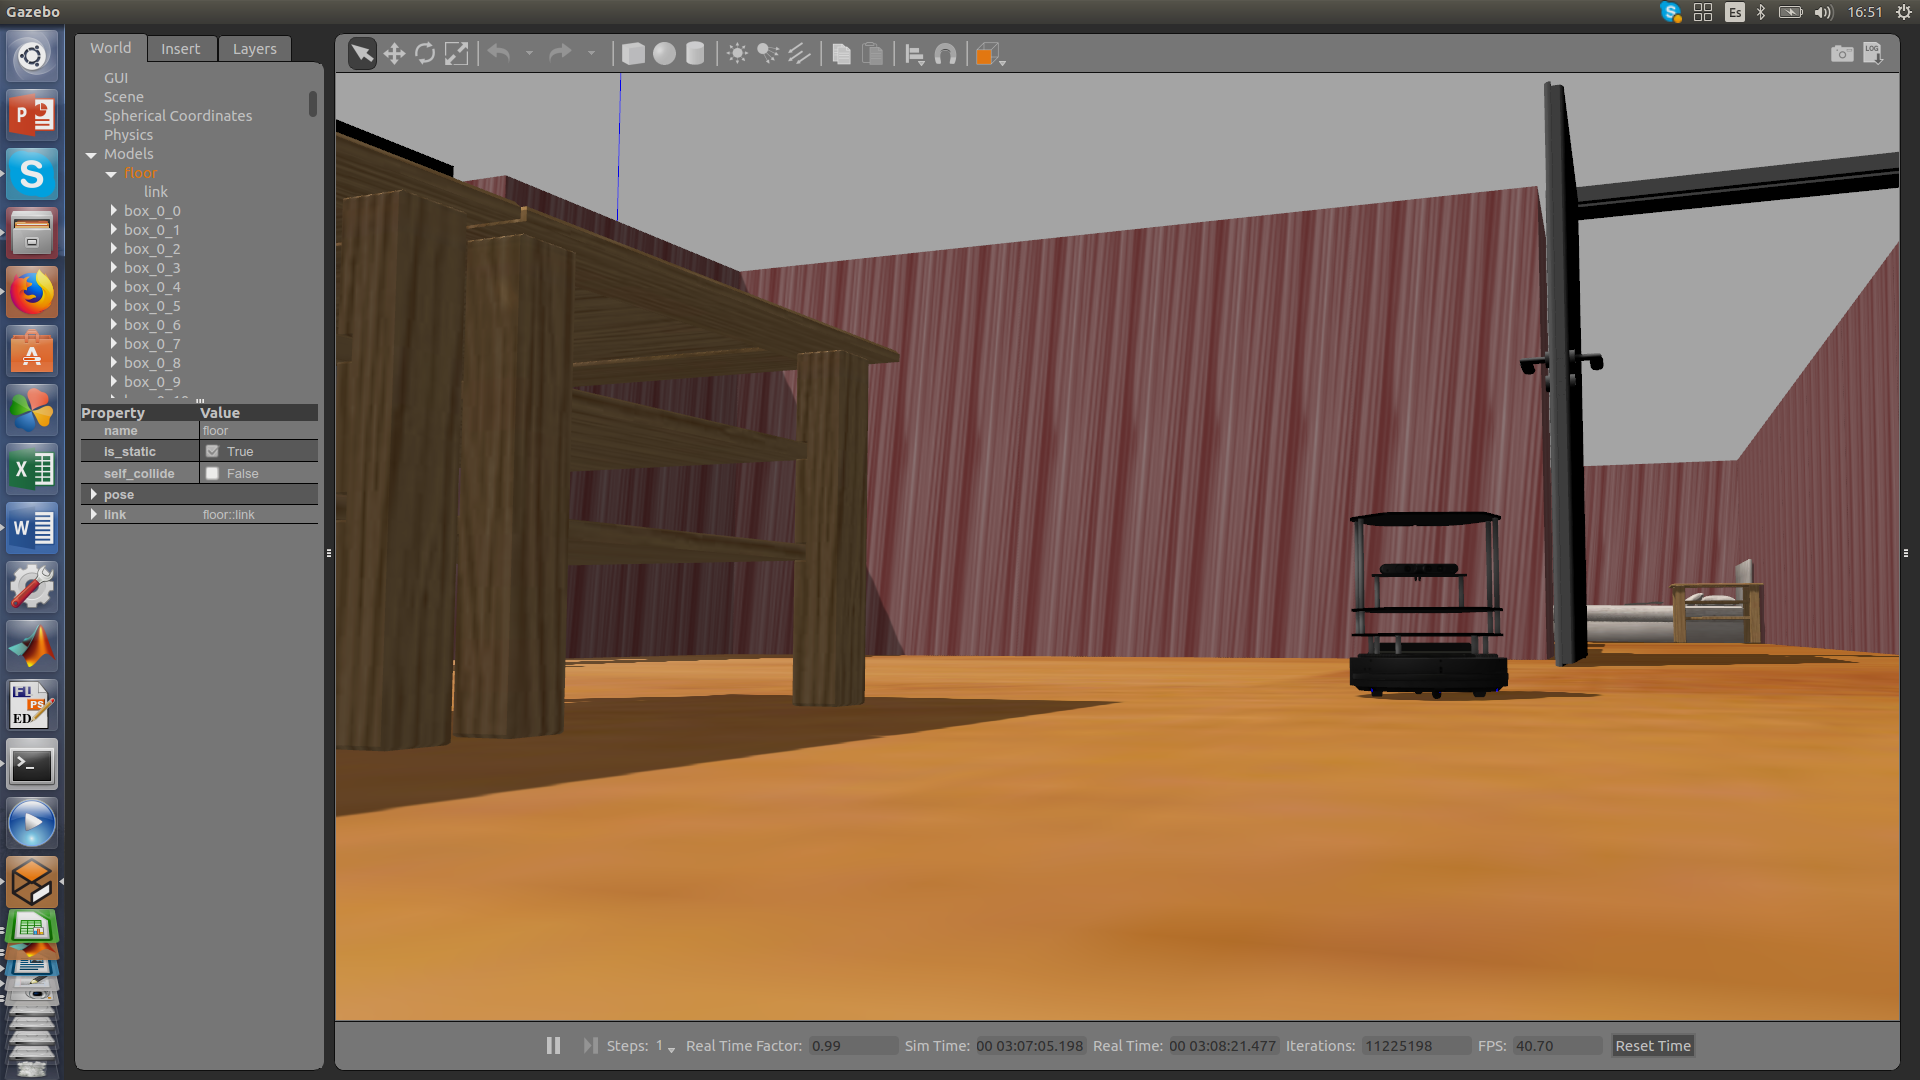 Gazebo
Es
16:51
World Insert Layers
LOG
GUI
Scene
Spherical Coordinates
Physics
Models
floor
link
box_0_0
box_0_1
box_0_2
box_0_3
box_0_4
box_0_5
box_0_6
box_0_7
box_0_8
box_0_9
Property Value
name floor
is_static True
self_collide False
pose
link floor::link
Steps: 1 Real Time Factor: 0.99 Sim Time: 00 03:07:05.198 Real Time: 00 03:08:21.477 Iterations: 11225198 FPS: 40.70 Reset Time